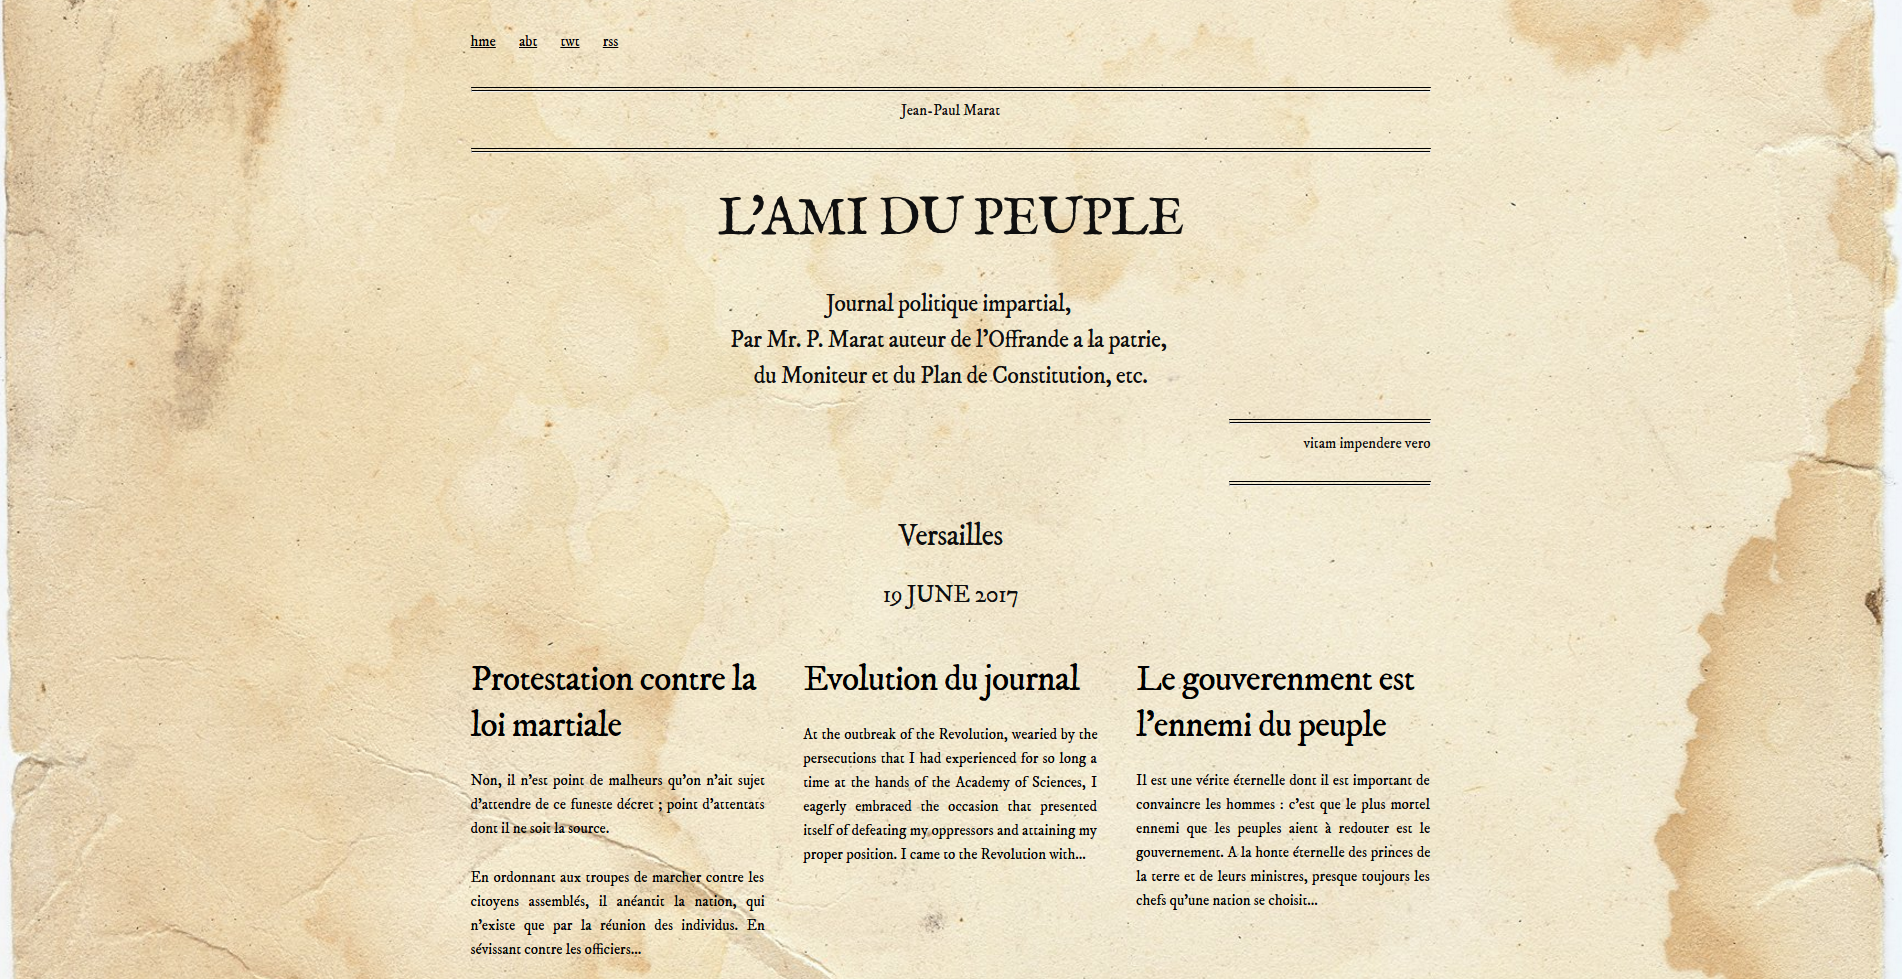 hme abt twt rss
Jean-Paul Marat
L'AMI DU PEUPLE
Journal politique impartial,
Par Mr. P. Marat auteur de l'Offrande a la patrie,
du Moniteur et du Plan de Constitution, etc.
vitam impendere vero
Versailles
19 JUNE 2017
Protestation contre la
loi martiale
Non, il n'est point de malheurs qu'on n'ait sujet
d'attendre de ce funeste décret ; point d'attentats
dont il ne soit la source.
En ordonnant aux troupes de marcher contre les
citoyens assemblés, il anéantit la nation, qui
n'existe que par la réunion des individus. En
sévissant contre les officiers...
Evolution du journal
At the outbreak of the Revolution, wearied by the
persecutions that I had experienced for so long a
time at the hands of the Academy of Sciences, I
eagerly embraced the occasion that presented
itself of defeating my oppressors and attaining my
proper position. I came to the Revolution with...
Le gouverenment est
l'ennemi du peuple
Il est une vérite éternelle dont il est important de
convaincre les hommes : c'est que le plus mortel
ennemi que les peuples aient à redouter est le
gouvernement. A la honte éternelle des princes de
la terre et de leurs ministres, presque toujours les
chefs qu'une nation se choisit...